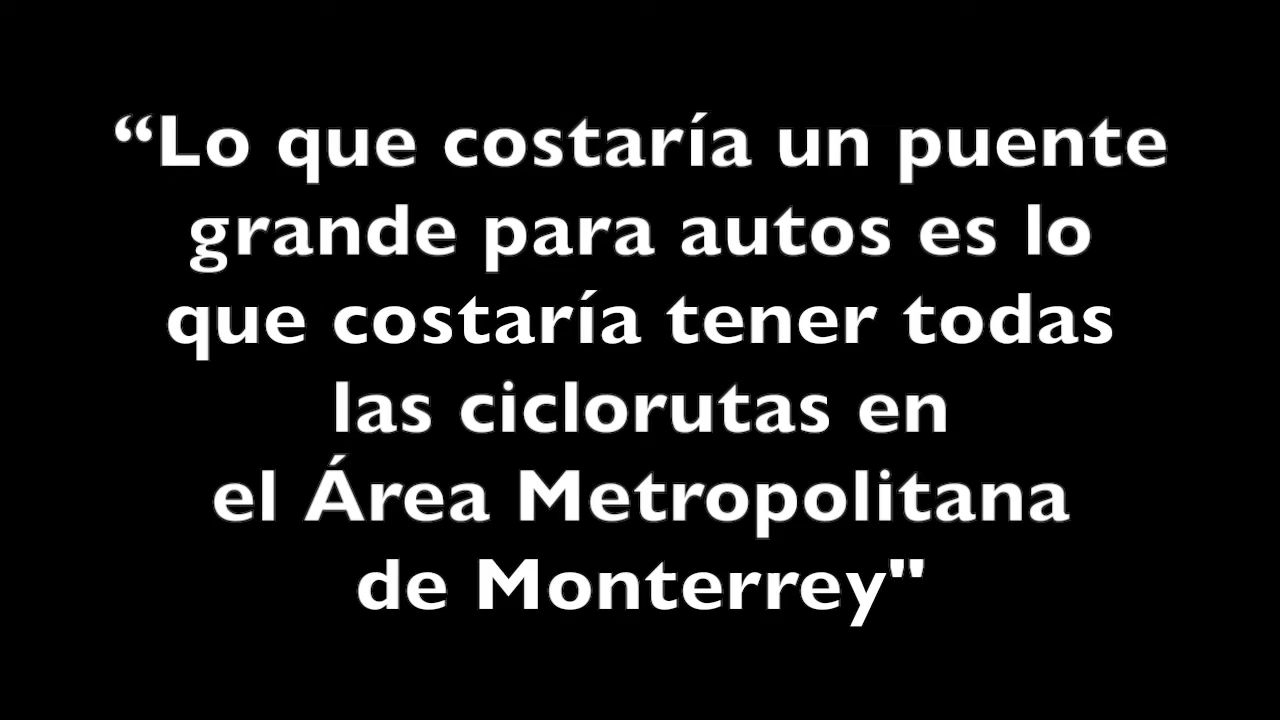 “Lo que costaría un puente
grande para autos es lo
que costaría tener todas
las ciclorutas en
el Área Metropolitana
de Monterrey"